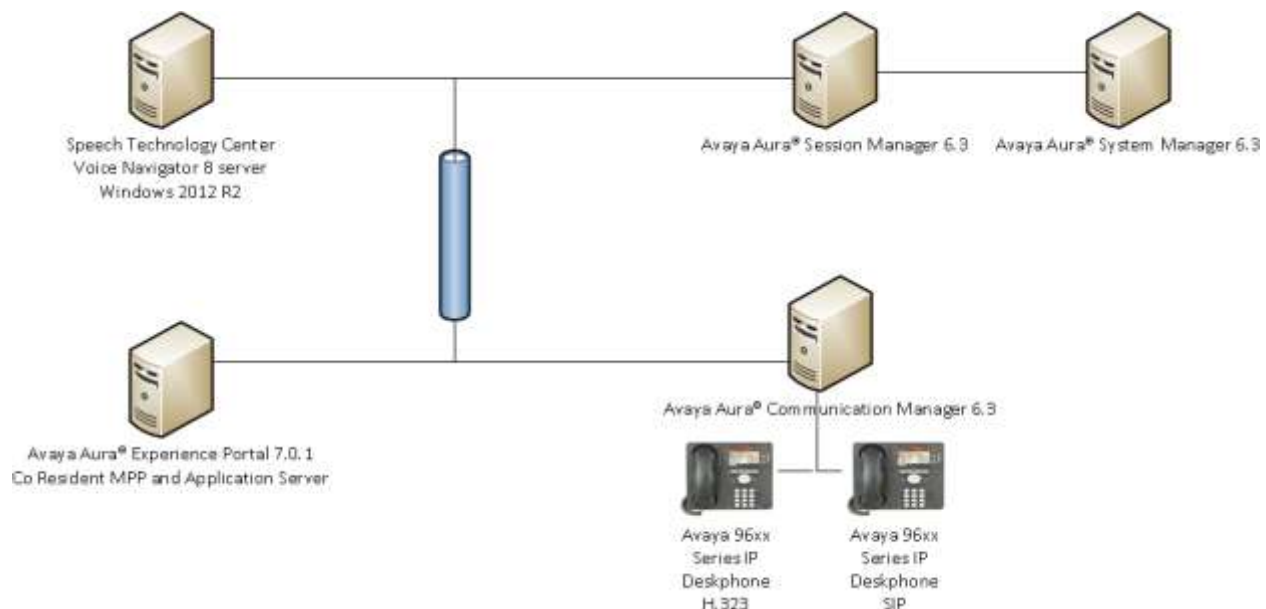 Speech Technology Center
Voice Navigator 8 server
Windows 2012 R2
Avaya Aura® Session Manager 6.3
Avaya Aura® System Manager 6.3
Avaya Aura® Experience Portal 7.0.1
Co Resident MPP and Application Server
Avaya Aura® Communication Manager 6.3
Avaya 96xx
Series IP
Deskphone
H.323
Avaya 96xx
Series IP
Deskphone
SIP